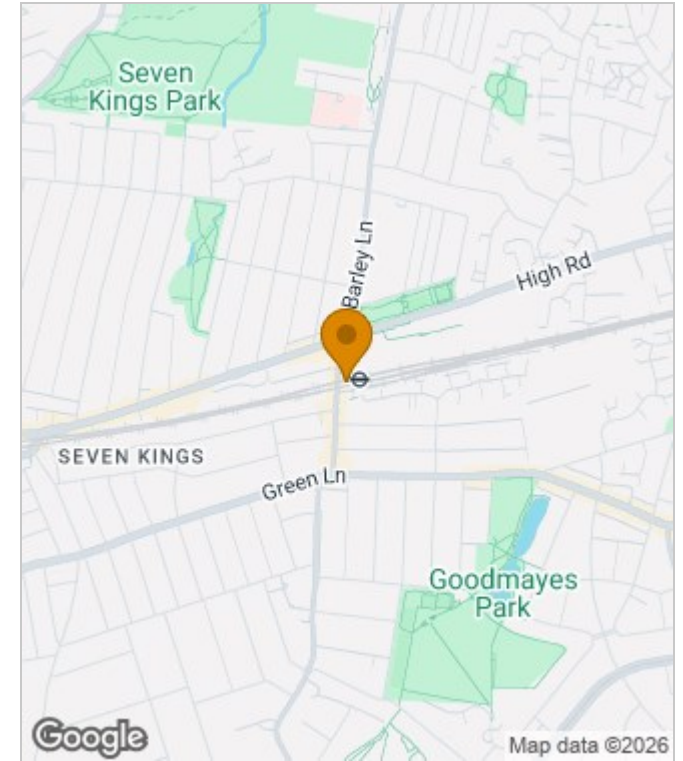 Seven
Kings Park
Barley Ln
High Rd
SEVEN KINGS
Green Ln
Goodmayes
Park
Google
Map data ©2026